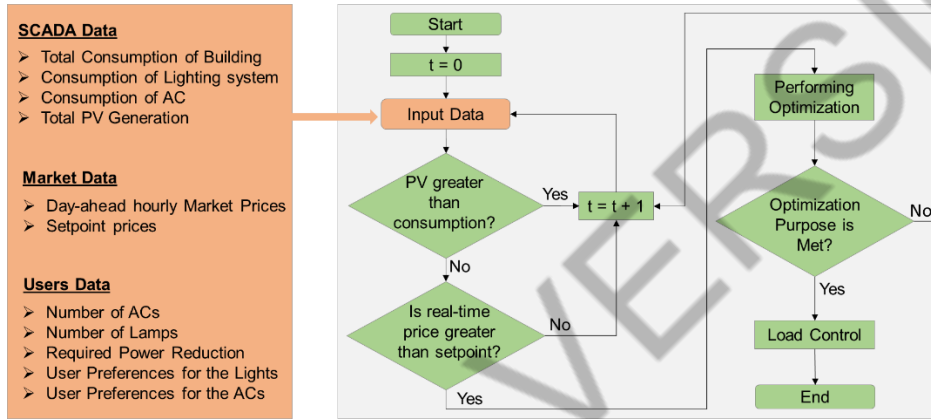 SCADA Data
➢ Total Consumption of Building
➢ Consumption of Lighting system
➢ Consumption of AC
➢ Total PV Generation
Market Data
➢ Day-ahead hourly Market Prices
➢ Setpoint prices
Users Data
➢ Number of ACs
➢ Number of Lamps
➢ Required Power Reduction
➢ User Preferences for the Lights
➢ User Preferences for the ACs
Start
t = 0
Input Data
PV greater
than
consumption?
Yes
t = t + 1
No
Is real-time
price greater
than setpoint?
No
Yes
Performing
Optimization
Optimization
Purpose is
Met?
No
Yes
Load Control
End
VERSI